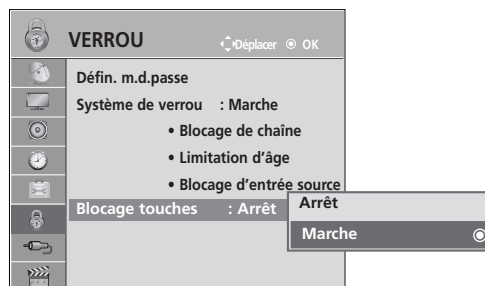 VERROU Déplacer OK
Défin. m.d.passe
Système de verrou : Marche
• Blocage de chaîne
• Limitation d'âge
• Blocage d'entrée source
Blocage touches : Arrêt
Arrêt
Marche